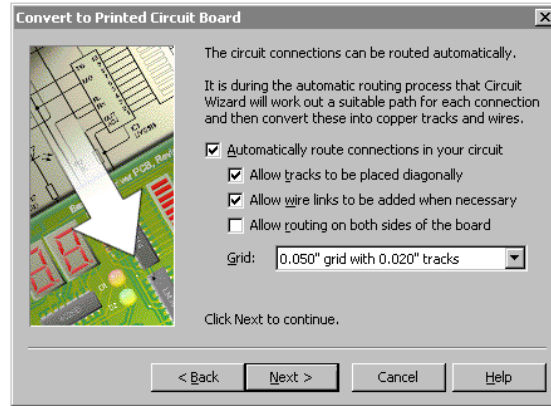 Convert to Printed Circuit Board
The circuit connections can be routed automatically.
It is during the automatic routing process that Circuit
Wizard will work out a suitable path for each connection
and then convert these into copper tracks and wires.
Automatically route connections in your circuit
Allow tracks to be placed diagonally
Allow wire links to be added when necessary
Allow routing on both sides of the board
Grid: 0.050" grid with 0.020" tracks
Click Next to continue.
< Back Next > Cancel Help